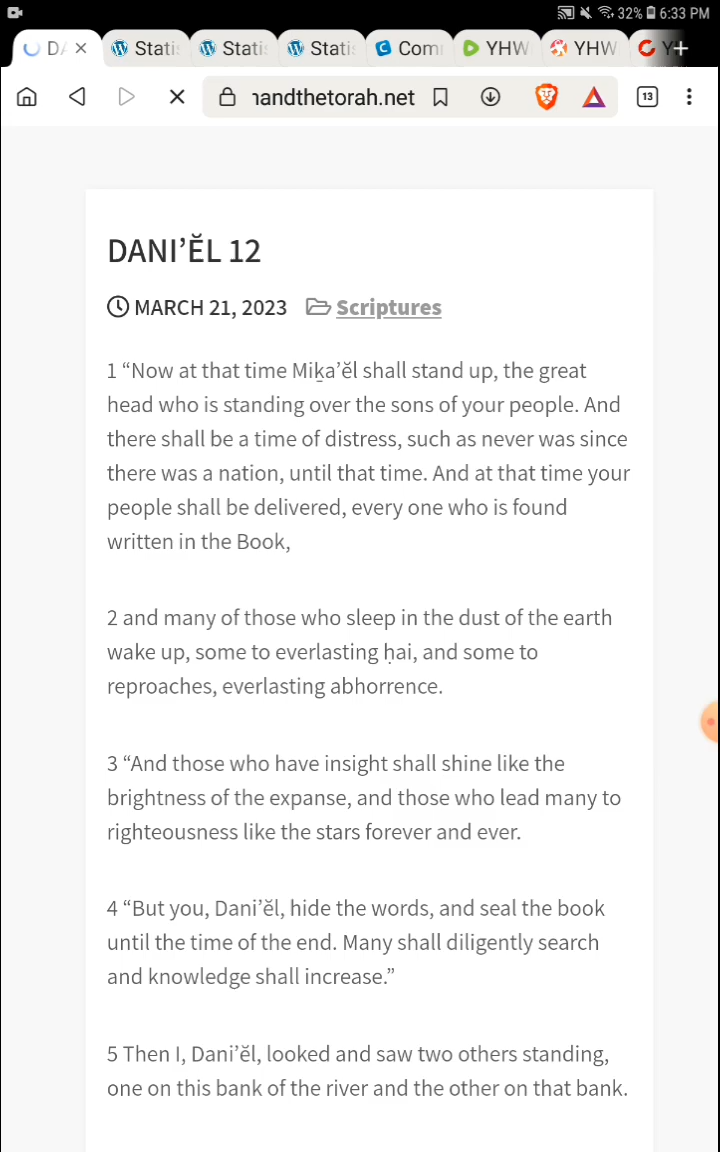 32% 6:33 PM
DA Statis Statis Statis Com YHW YHW Y
handthetorah.net 13
DANI’ĔL 12
MARCH 21, 2023 Scriptures
1 “Now at that time Miḵa’ĕl shall stand up, the great
head who is standing over the sons of your people. And
there shall be a time of distress, such as never was since
there was a nation, until that time. And at that time your
people shall be delivered, every one who is found
written in the Book,
2 and many of those who sleep in the dust of the earth
wake up, some to everlasting ḥai, and some to
reproaches, everlasting abhorrence.
3 “And those who have insight shall shine like the
brightness of the expanse, and those who lead many to
righteousness like the stars forever and ever.
4 “But you, Dani’ĕl, hide the words, and seal the book
until the time of the end. Many shall diligently search
and knowledge shall increase.”
5 Then I, Dani’ĕl, looked and saw two others standing,
one on this bank of the river and the other on that bank.